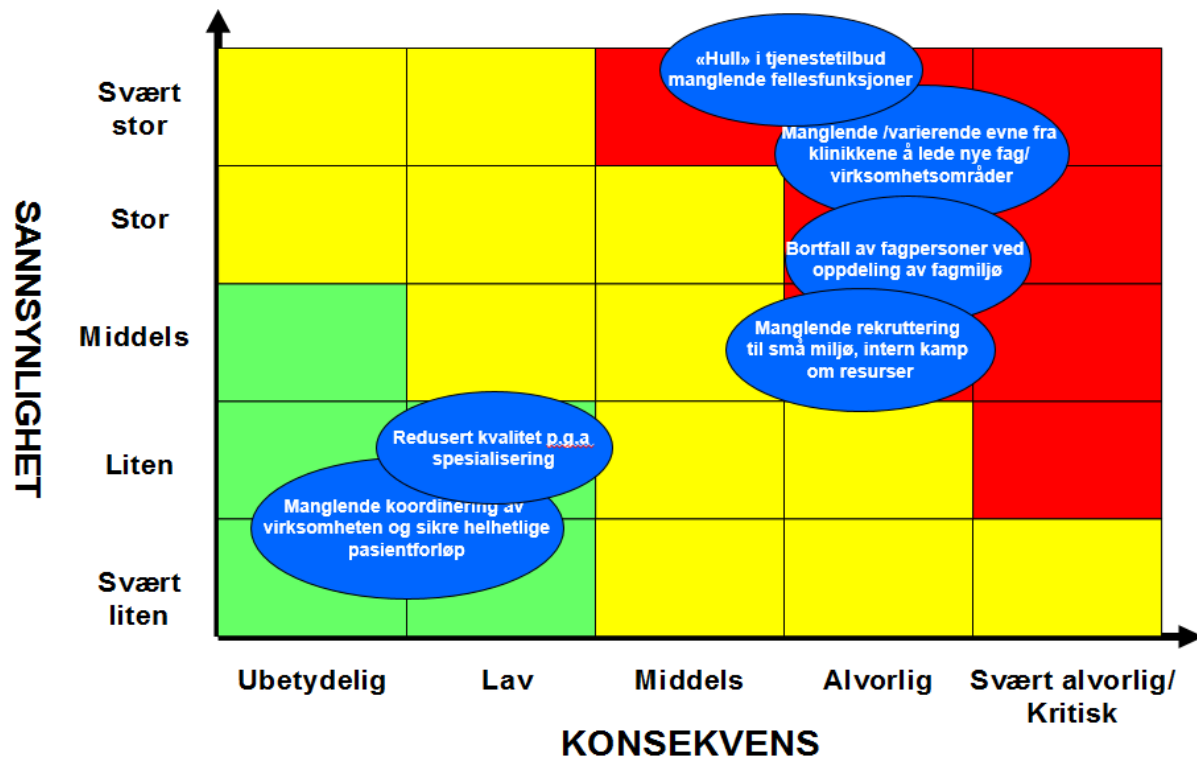 SANNSYNLIGHET
Svært
stor
Stor
Middels
Liten
Svært
liten
«Hull» i tjenestetilbud
manglende fellesfunksjoner
Manglende /varierende evne fra
klinikkene å lede nye fag/
virksomhetsområder
Bortfall av fagpersoner ved
oppdeling av fagmiljø
Manglende rekruttering
til små miljø, intern kamp
om resurser
Redusert kvalitet p.g.a
spesialisering
Manglende koordinering av
virksomheten og sikre helhetlige
pasientforløp
Ubetydelig
Lav
Middels
Alvorlig
Svært alvorlig/
Kritisk
KONSEKVENS